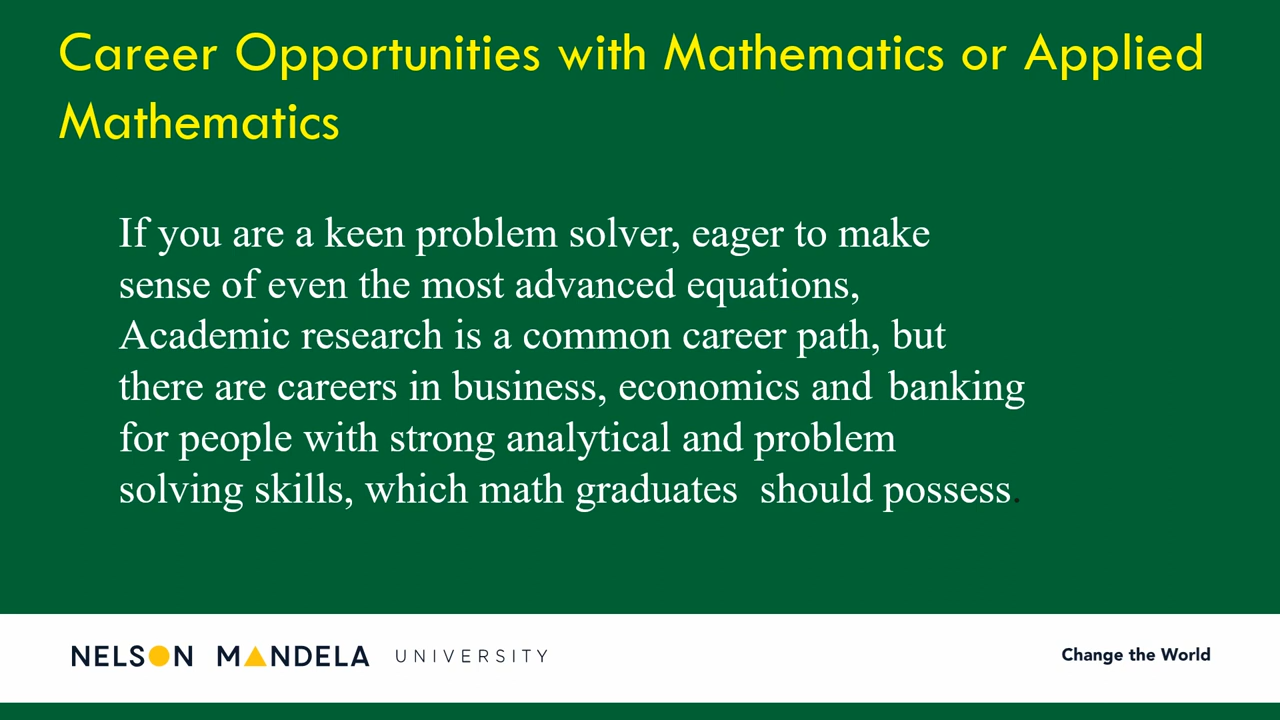 Career Opportunities with Mathematics or Applied
Mathematics
If you are a keen problem solver, eager to make
sense of even the most advanced equations,
Academic research is a common career path, but
there are careers in business, economics and banking
for people with strong analytical and problem
solving skills, which math graduates  should possess.
NELSON MANDELA UNIVERSITY
Change the World